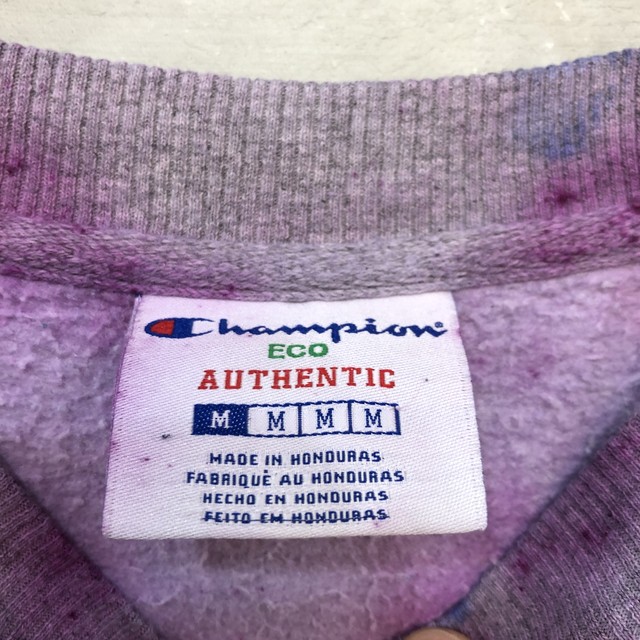 Champion
ECO
AUTHENTIC
M M M M
MADE IN HONDURAS
FABRIQUÉ AU HONDURAS
HECHO EN HONDURAS
FEITO EM HONDURAS